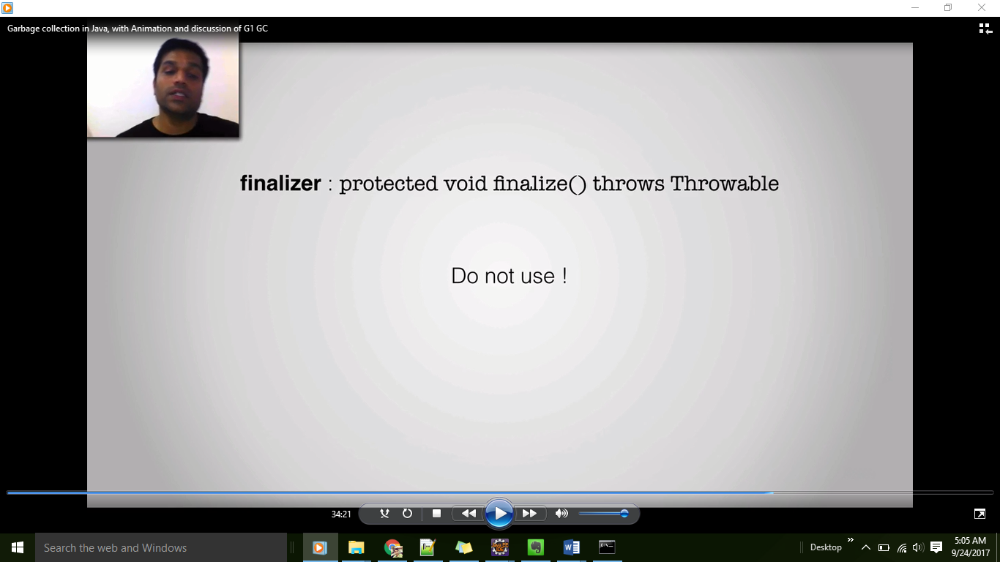 Garbage collection in Java, with Animation and discussion of G1 GC
finalizer : protected void finalize() throws Throwable
Do not use !
34:21
Search the web and Windows
Desktop
5:05 AM
9/24/2017